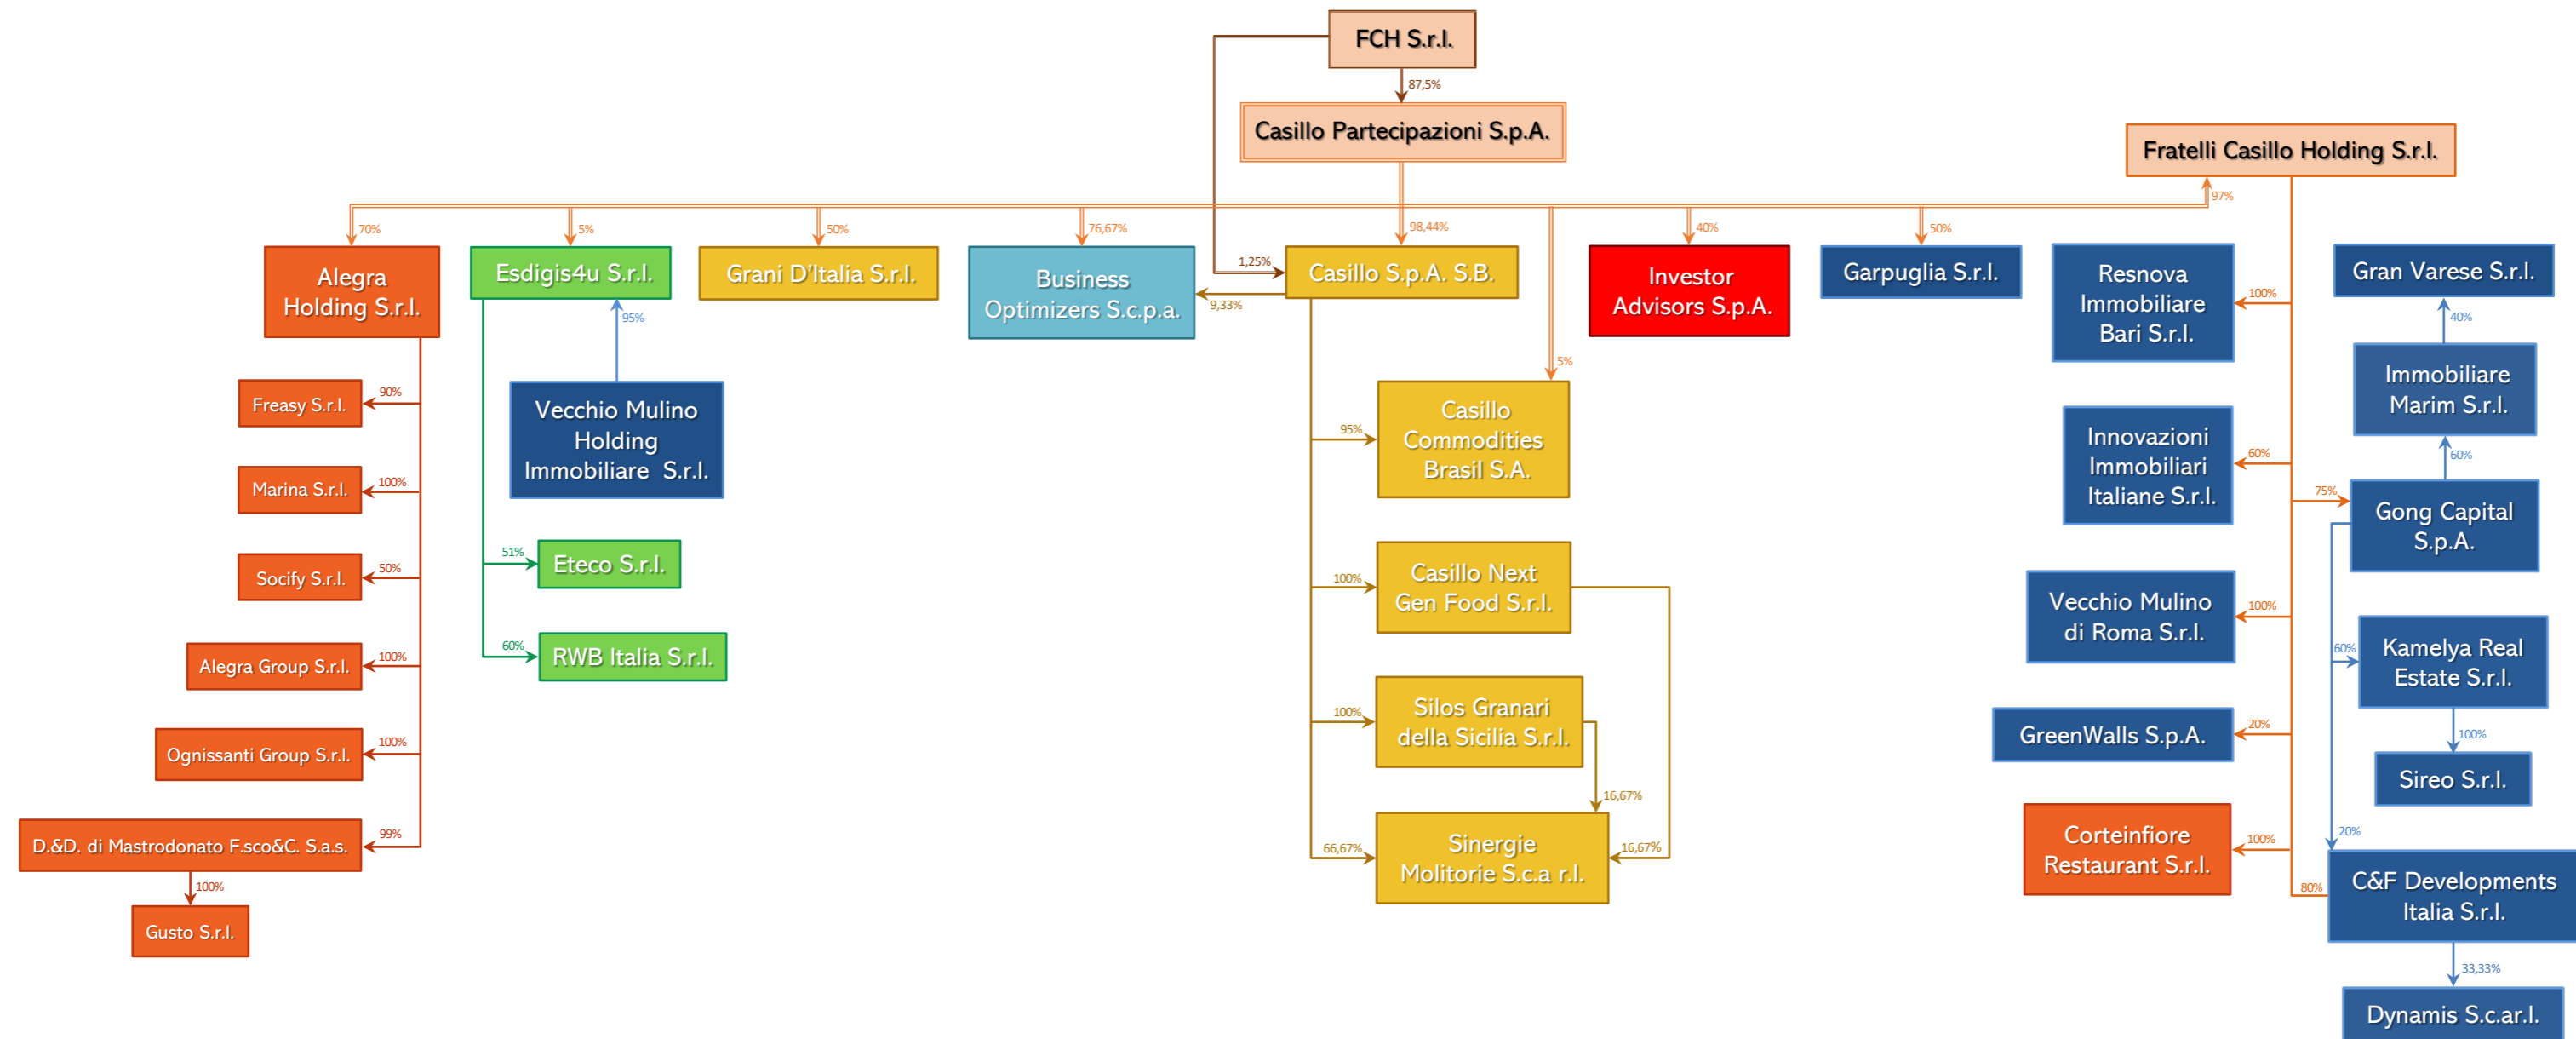 FCH S.r.l.
87,5%
Casillo Partecipazioni S.p.A.
Fratelli Casillo Holding S.r.l.
97%
70%
5%
50%
76,67%
98,44%
40%
50%
Alegra
Holding S.r.l.
Esdigis4u S.r.l.
Grani D'Italia S.r.l.
Business
Optimizers S.c.p.a.
1,25%
9,33%
Casillo S.p.A. S.B.
Investor
Advisors S.p.A.
Garpuglia S.r.l.
Resnova
Immobiliare
Bari S.r.l.
100%
Gran Varese S.r.l.
40%
95%
5%
Immobiliare
Marim S.r.l.
60%
Freasy S.r.l.
90%
Vecchio Mulino
Holding
Immobiliare S.r.l.
95%
Casillo
Commodities
Brasil S.A.
Innovazioni
Immobiliari
Italiane S.r.l.
60%
75%
Gong Capital
S.p.A.
Marina S.r.l.
100%
Socify S.r.l.
50%
51%
Eteco S.r.l.
100%
Casillo Next
Gen Food S.r.l.
Vecchio Mulino
di Roma S.r.l.
100%
60%
Kamelya Real
Estate S.r.l.
100%
Alegra Group S.r.l.
100%
60%
RWB Italia S.r.l.
100%
Silos Granari
della Sicilia S.r.l.
16,67%
GreenWalls S.p.A.
20%
Sireo S.r.l.
Ognissanti Group S.r.l.
100%
D.&D. di Mastrodonato F.sco&C. S.a.s.
99%
100%
Gusto S.r.l.
66,67%
Sinergie
Molitorie S.c.a r.l.
16,67%
Corteinfiore
Restaurant S.r.l.
100%
20%
80%
C&F Developments
Italia S.r.l.
33,33%
Dynamis S.c.ar.l.